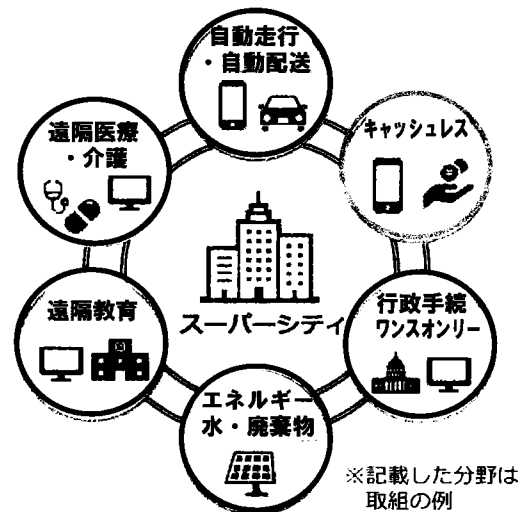 自動走行
・自動配送
キャッシュレス
行政手続
ワンスオンリー
エネルギー
水・廃棄物
遠隔教育
遠隔医療
・介護
スーパーシティ
※記載した分野は
取組の例